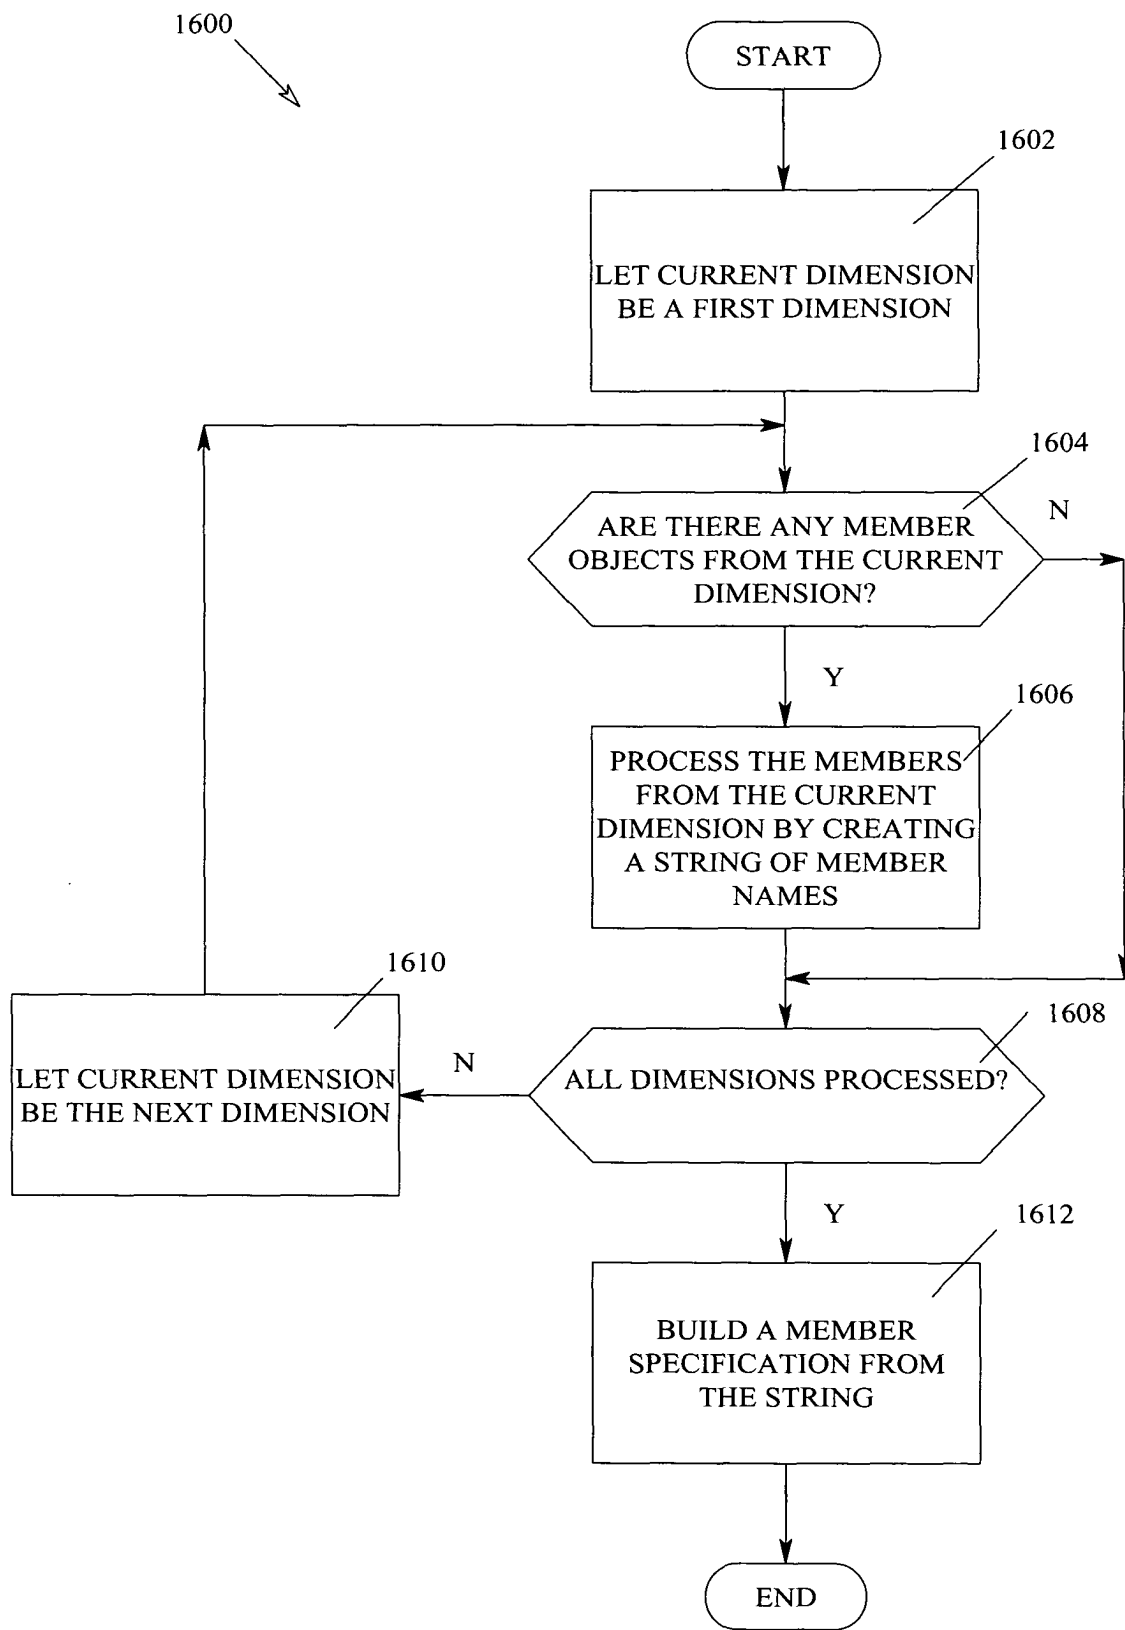 1600
START
1602
LET CURRENT DIMENSION
BE A FIRST DIMENSION
1604
ARE THERE ANY MEMBER
OBJECTS FROM THE CURRENT
DIMENSION?
N
Y
1606
PROCESS THE MEMBERS
FROM THE CURRENT
DIMENSION BY CREATING
A STRING OF MEMBER
NAMES
1608
ALL DIMENSIONS PROCESSED?
N
1610
LET CURRENT DIMENSION
BE THE NEXT DIMENSION
Y
1612
BUILD A MEMBER
SPECIFICATION FROM
THE STRING
END